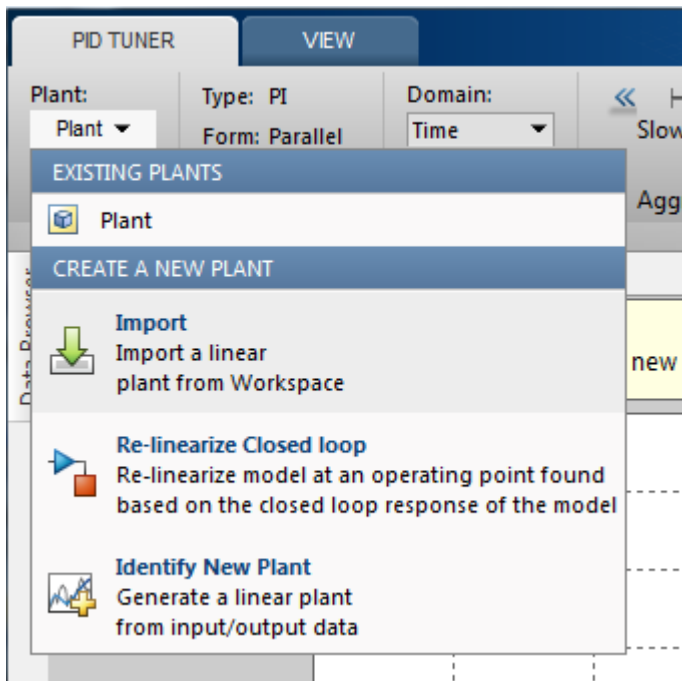 PID TUNER VIEW
Plant: Type: PI Domain:
Plant Form: Parallel Time Slow
EXISTING PLANTS
Plant
Agg
CREATE A NEW PLANT
Data Browser
Import
Import a linear
plant from Workspace
new
Re-linearize Closed loop
Re-linearize model at an operating point found
based on the closed loop response of the model
Identify New Plant
Generate a linear plant
from input/output data